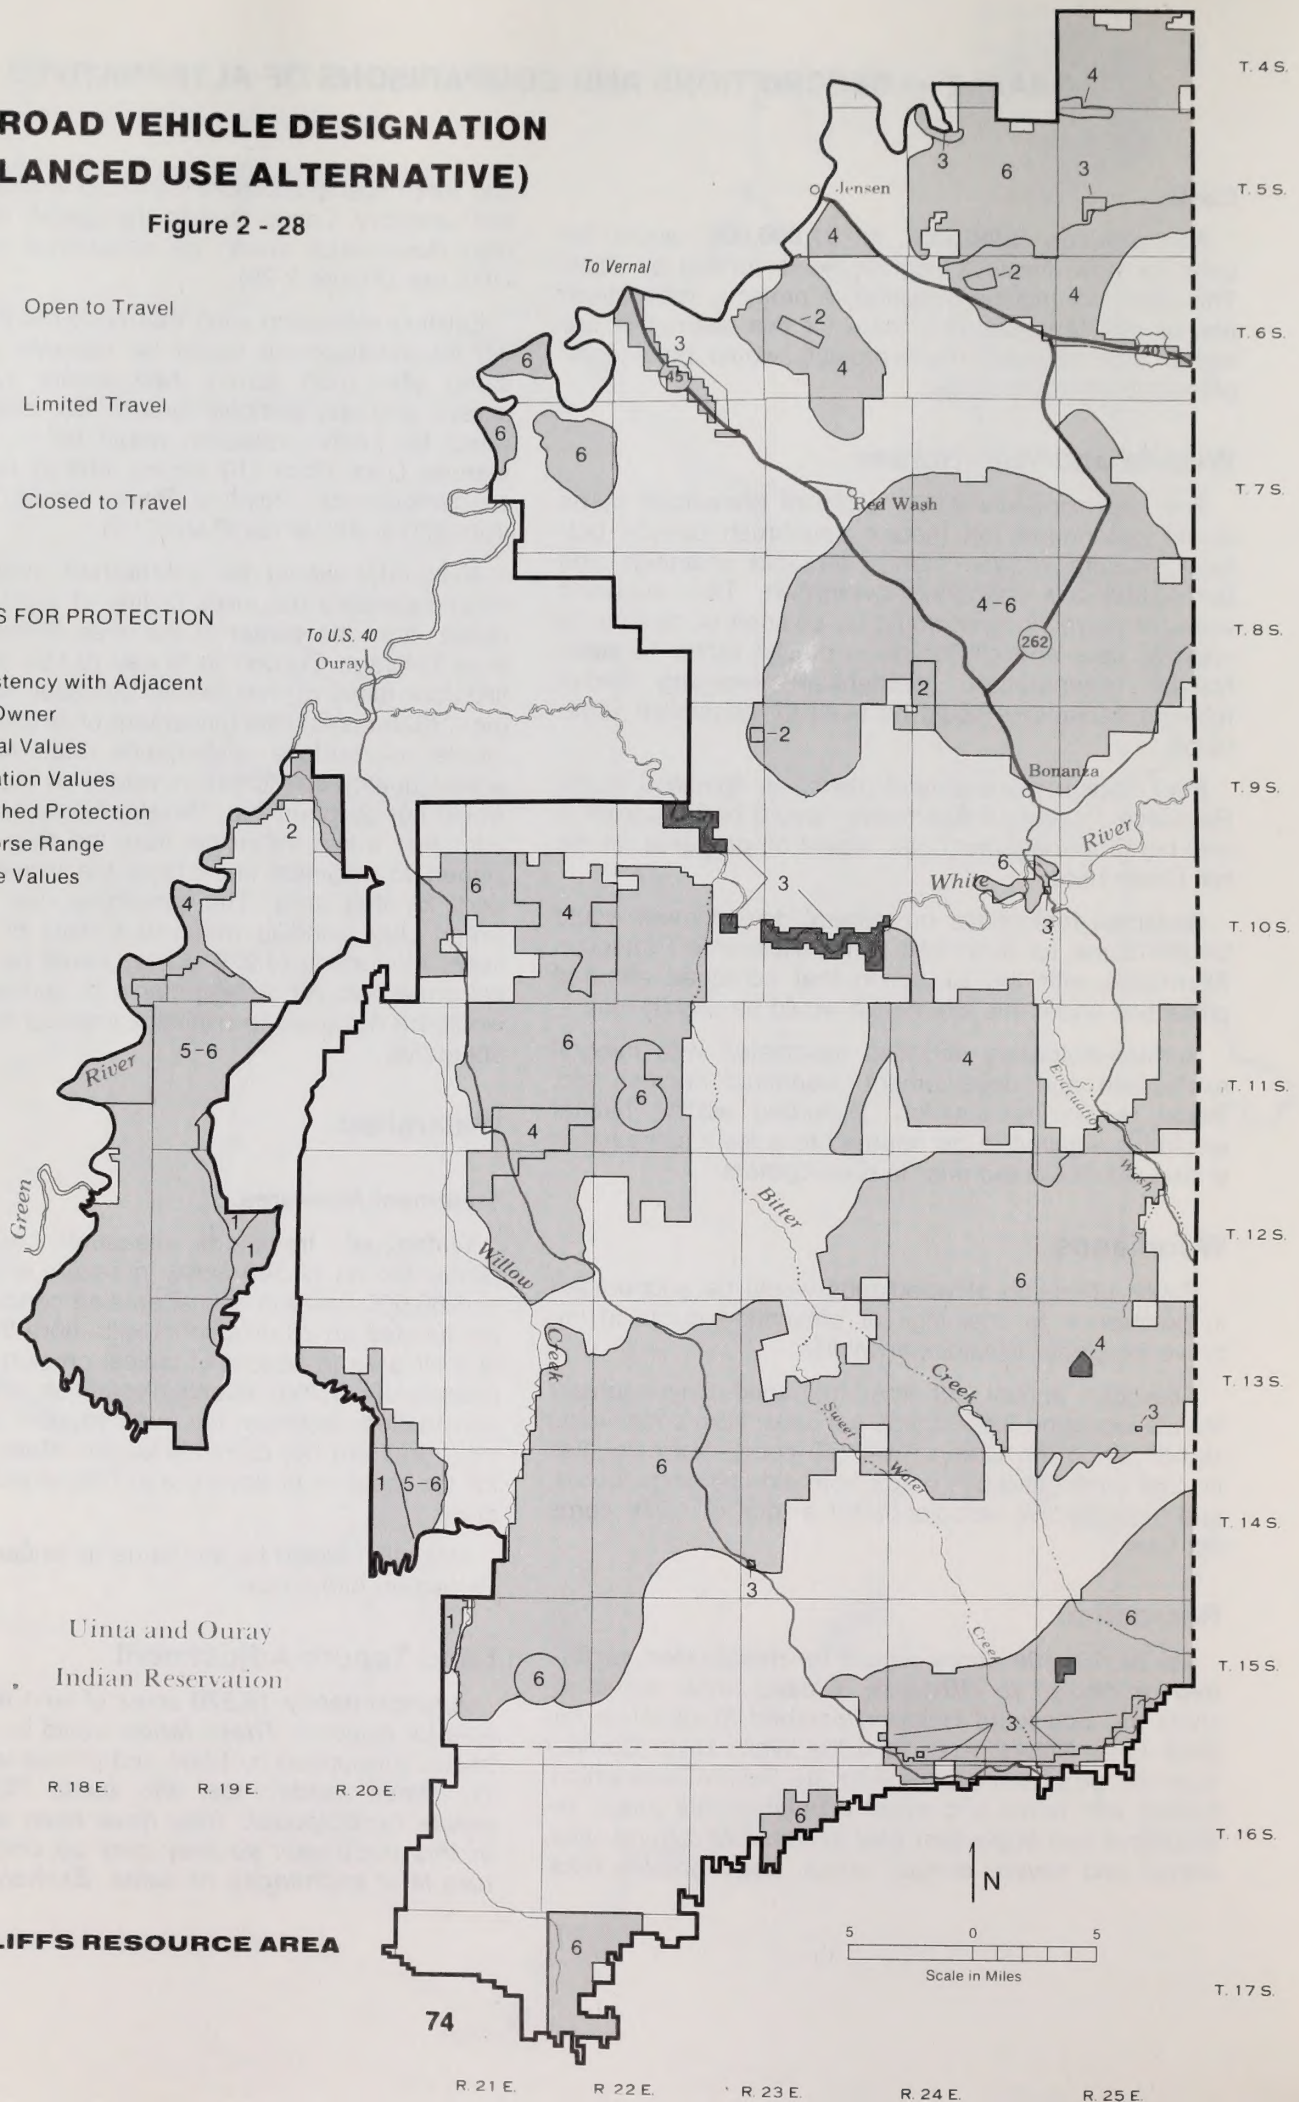 ROAD VEHICLE DESIGNATION
LANCED USE ALTERNATIVE)
Figure 2 - 28
Open to Travel
Limited Travel
Closed to Travel
S FOR PROTECTION
tency with Adjacent
Owner
al Values
ation Values
hed Protection
rse Range
e Values
T. 4 S.
T. 5 S.
T. 6 S.
T. 7 S.
T. 8 S.
T. 9 S.
T. 10 S.
T. 11 S.
T. 12 S.
T. 13 S.
T. 14 S.
T. 15 S.
T. 16 S.
T. 17 S.
4
3
6
3
Jensen
4
2
4
To Vernal
2
3
4
6
45
40
6
6
Red Wash
4-6
262
To U.S. 40
Ouray
2
2
Bonanza
River
2
6
White
3
4
6
4
3
5-6
River
6
6
4
Evacuation
Wash
4
Green
1
1
Bitter
Willow
6
Creek
4
Creek
3
Sweet
Water
6
1
5-6
3
Creek
6
1
6
3
Uinta and Ouray
Indian Reservation
R. 18 E.
R. 19 E.
R. 20 E.
6
N
5
0
5
Scale in Miles
LIFFS RESOURCE AREA
6
74
R. 21 E.
R 22 E.
R. 23 E.
R. 24 E.
R. 25 E.